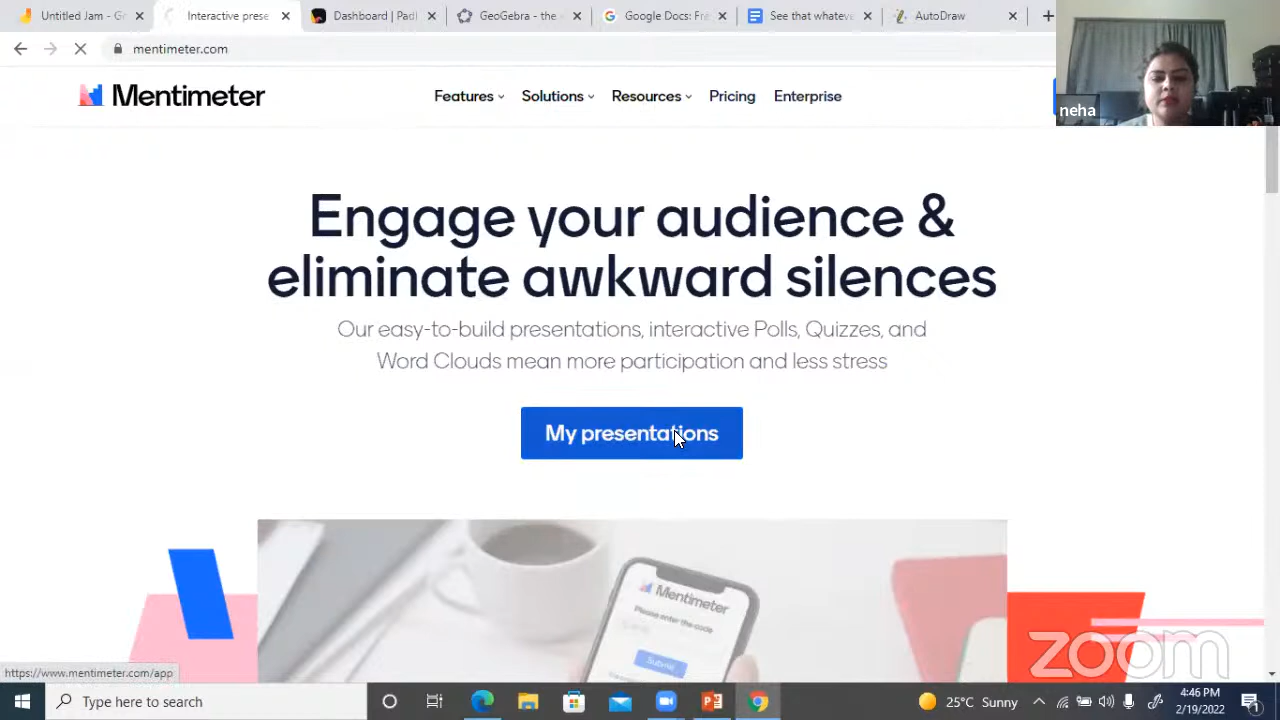 Untitled Jam - G
Interactive prese
Dashboard | Padl
GeoGebra - the w
Google Docs: Fre
See that whateve
AutoDraw
mentimeter.com
Mentimeter
Features
Solutions
Resources
Pricing
Enterprise
neha
Engage your audience &
eliminate awkward silences
Our easy-to-build presentations, interactive Polls, Quizzes, and
Word Clouds mean more participation and less stress
My presentations
Mentimeter
Please enter the code
Submit
zoom
https://www.mentimeter.com/app
Type here to search
25°C Sunny
4:46 PM
2/19/2022
1